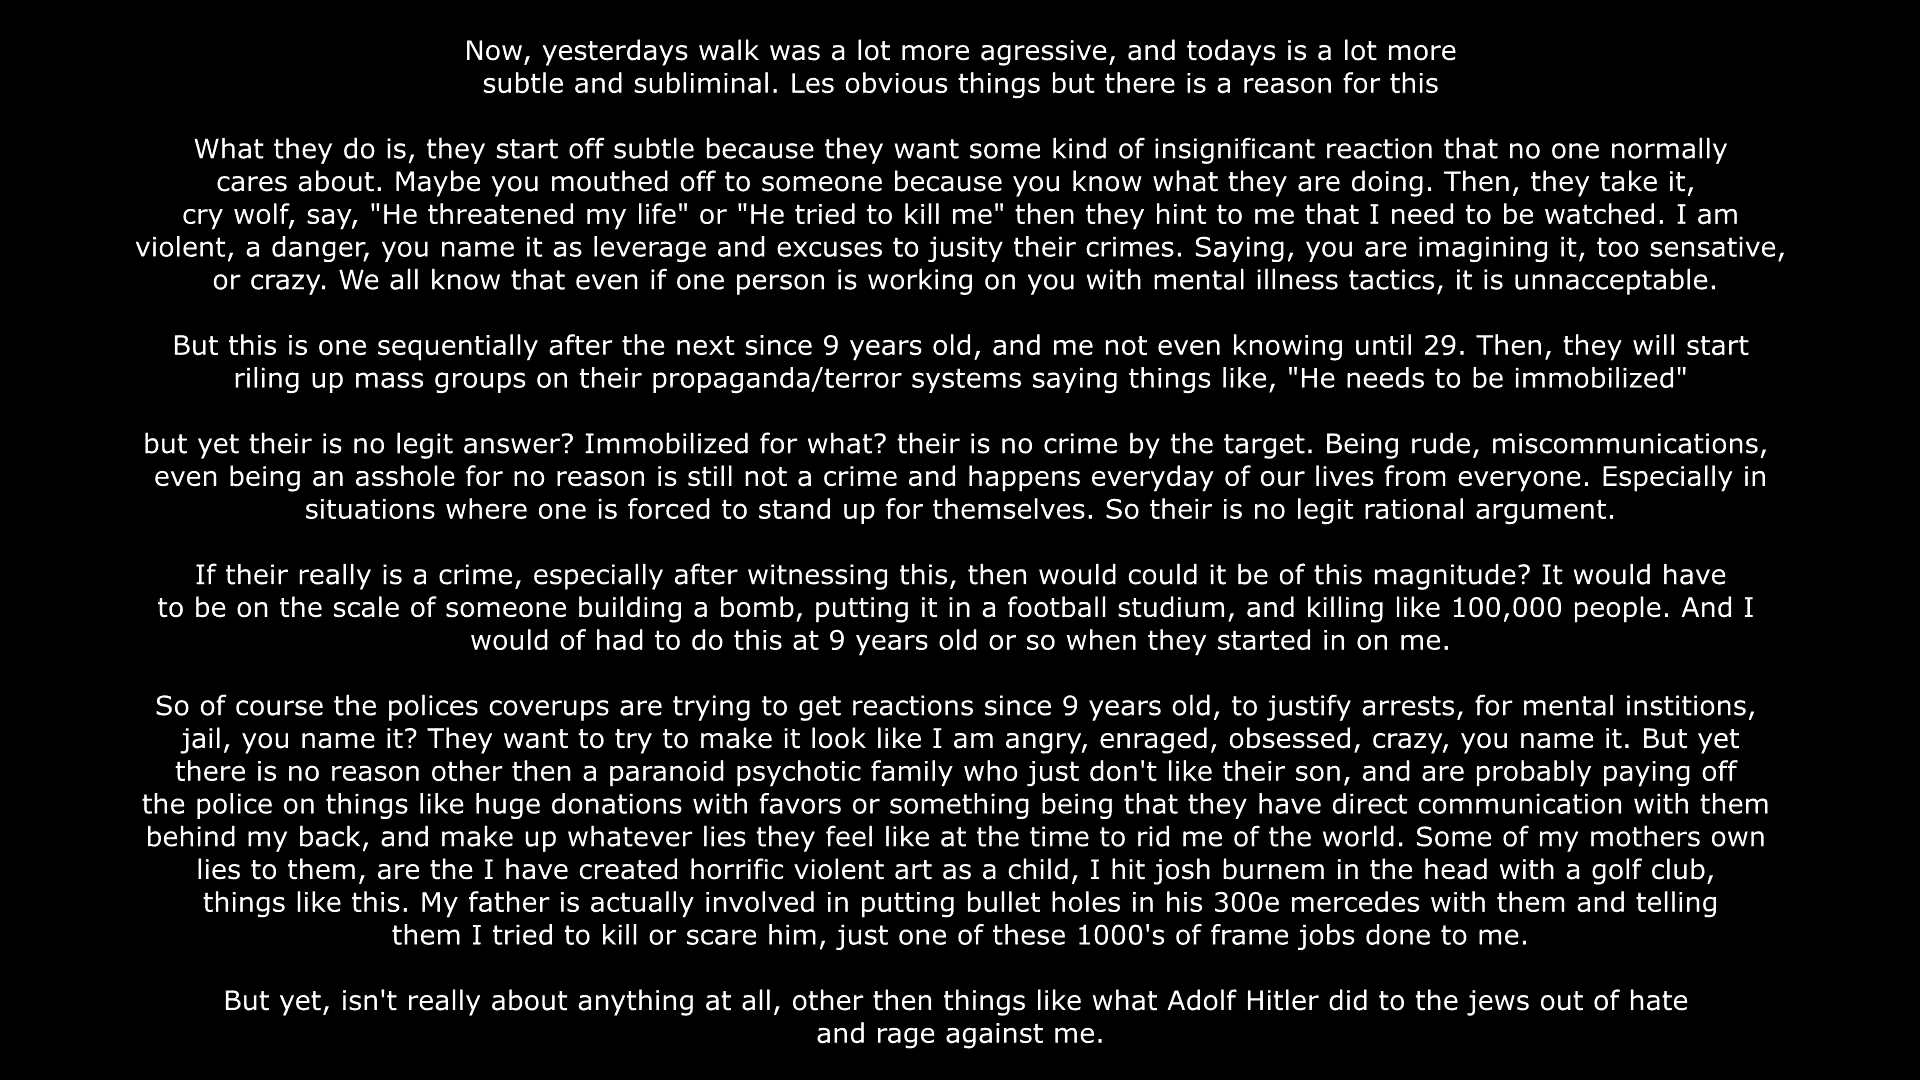 Now, yesterdays walk was a lot more agressive, and todays is a lot more
subtle and subliminal. Les obvious things but there is a reason for this
What they do is, they start off subtle because they want some kind of insignificant reaction that no one normally
cares about. Maybe you mouthed off to someone because you know what they are doing. Then, they take it,
cry wolf, say, "He threatened my life" or "He tried to kill me" then they hint to me that I need to be watched. I am
violent, a danger, you name it as leverage and excuses to jusity their crimes. Saying, you are imagining it, too sensative,
or crazy. We all know that even if one person is working on you with mental illness tactics, it is unnacceptable.
But this is one sequentially after the next since 9 years old, and me not even knowing until 29. Then, they will start
riling up mass groups on their propaganda/terror systems saying things like, "He needs to be immobilized"
but yet their is no legit answer? Immobilized for what? their is no crime by the target. Being rude, miscommunications,
even being an asshole for no reason is still not a crime and happens everyday of our lives from everyone. Especially in
situations where one is forced to stand up for themselves. So their is no legit rational argument.
If their really is a crime, especially after witnessing this, then would could it be of this magnitude? It would have
to be on the scale of someone building a bomb, putting it in a football studium, and killing like 100,000 people. And I
would of had to do this at 9 years old or so when they started in on me.
So of course the polices coverups are trying to get reactions since 9 years old, to justify arrests, for mental institions,
jail, you name it? They want to try to make it look like I am angry, enraged, obsessed, crazy, you name it. But yet
there is no reason other then a paranoid psychotic family who just don't like their son, and are probably paying off
the police on things like huge donations with favors or something being that they have direct communication with them
behind my back, and make up whatever lies they feel like at the time to rid me of the world. Some of my mothers own
lies to them, are the I have created horrific violent art as a child, I hit josh burnem in the head with a golf club,
things like this. My father is actually involved in putting bullet holes in his 300e mercedes with them and telling
them I tried to kill or scare him, just one of these 1000's of frame jobs done to me.
But yet, isn't really about anything at all, other then things like what Adolf Hitler did to the jews out of hate
and rage against me.